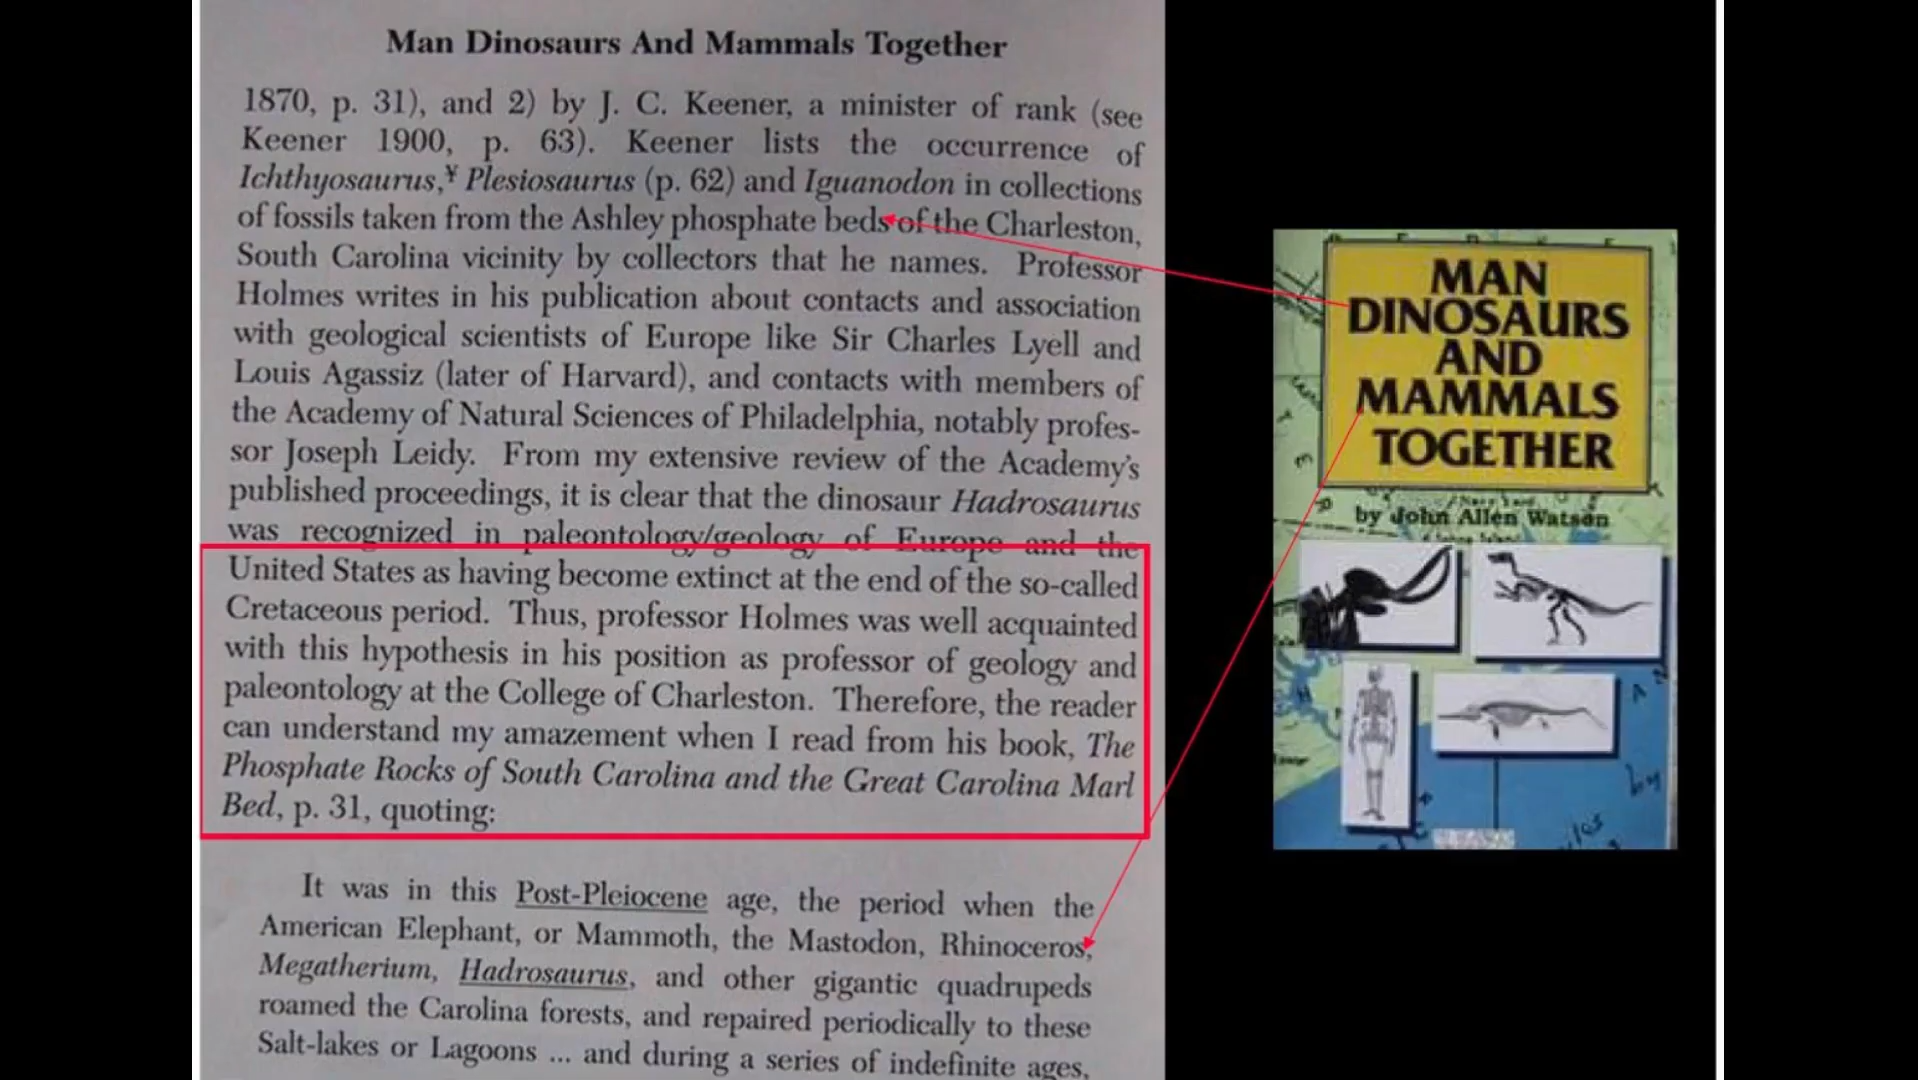 Man Dinosaurs And Mammals Together
1870, p. 31), and 2) by J. C. Keener, a minister of rank (see
Keener 1900, p. 63). Keener lists the occurrence of
Ichthyosaurus,¥ Plesiosaurus (p. 62) and Iguanodon in collections
of fossils taken from the Ashley phosphate beds of the Charleston,
South Carolina vicinity by collectors that he names. Professor
Holmes writes in his publication about contacts and association
with geological scientists of Europe like Sir Charles Lyell and
Louis Agassiz (later of Harvard), and contacts with members of
the Academy of Natural Sciences of Philadelphia, notably profes-
sor Joseph Leidy. From my extensive review of the Academy's
published proceedings, it is clear that the dinosaur Hadrosaurus
was recognized in paleontology/geology of Europe and the
United States as having become extinct at the end of the so-called
Cretaceous period. Thus, professor Holmes was well acquainted
with this hypothesis in his position as professor of geology and
paleontology at the College of Charleston. Therefore, the reader
can understand my amazement when I read from his book, The
Phosphate Rocks of South Carolina and the Great Carolina Marl
Bed, p. 31, quoting:
It was in this Post-Pleiocene age, the period when the
American Elephant, or Mammoth, the Mastodon, Rhinoceros,
Megatherium, Hadrosaurus, and other gigantic quadrupeds
roamed the Carolina forests, and repaired periodically to these
Salt-lakes or Lagoons ... and during a series of indefinite ages,
MAN
DINOSAURS
AND
MAMMALS
TOGETHER
by John Allen Watson